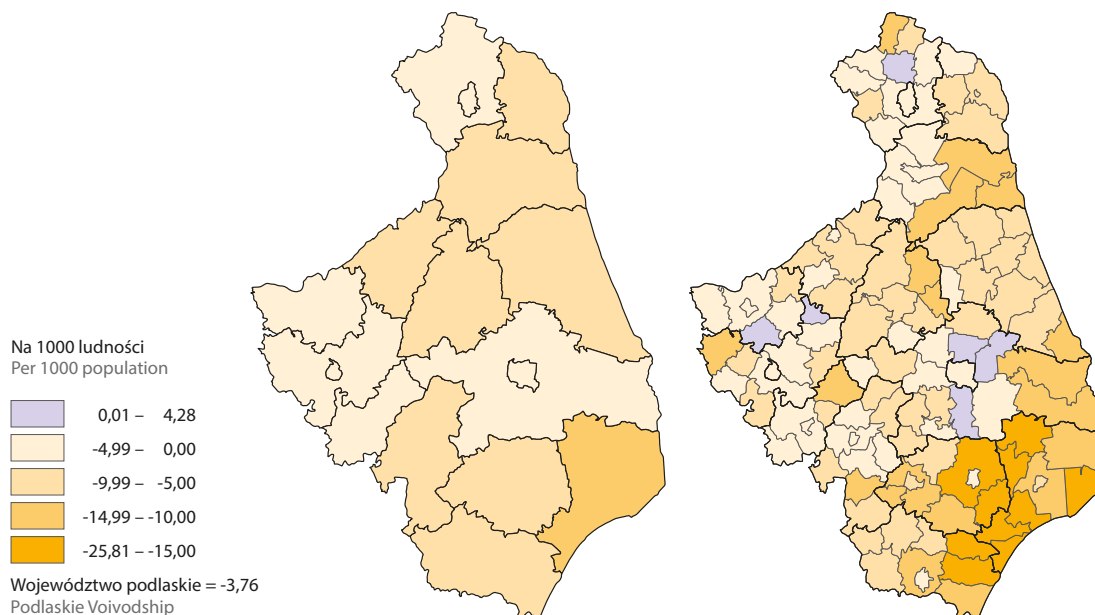 Na 1000 ludności
Per 1000 population
0,01 – 4,28
-4,99 – 0,00
-9,99 – -5,00
-14,99 – -10,00
-25,81 – -15,00
Województwo podlaskie = -3,76
Podlaskie Voivodship